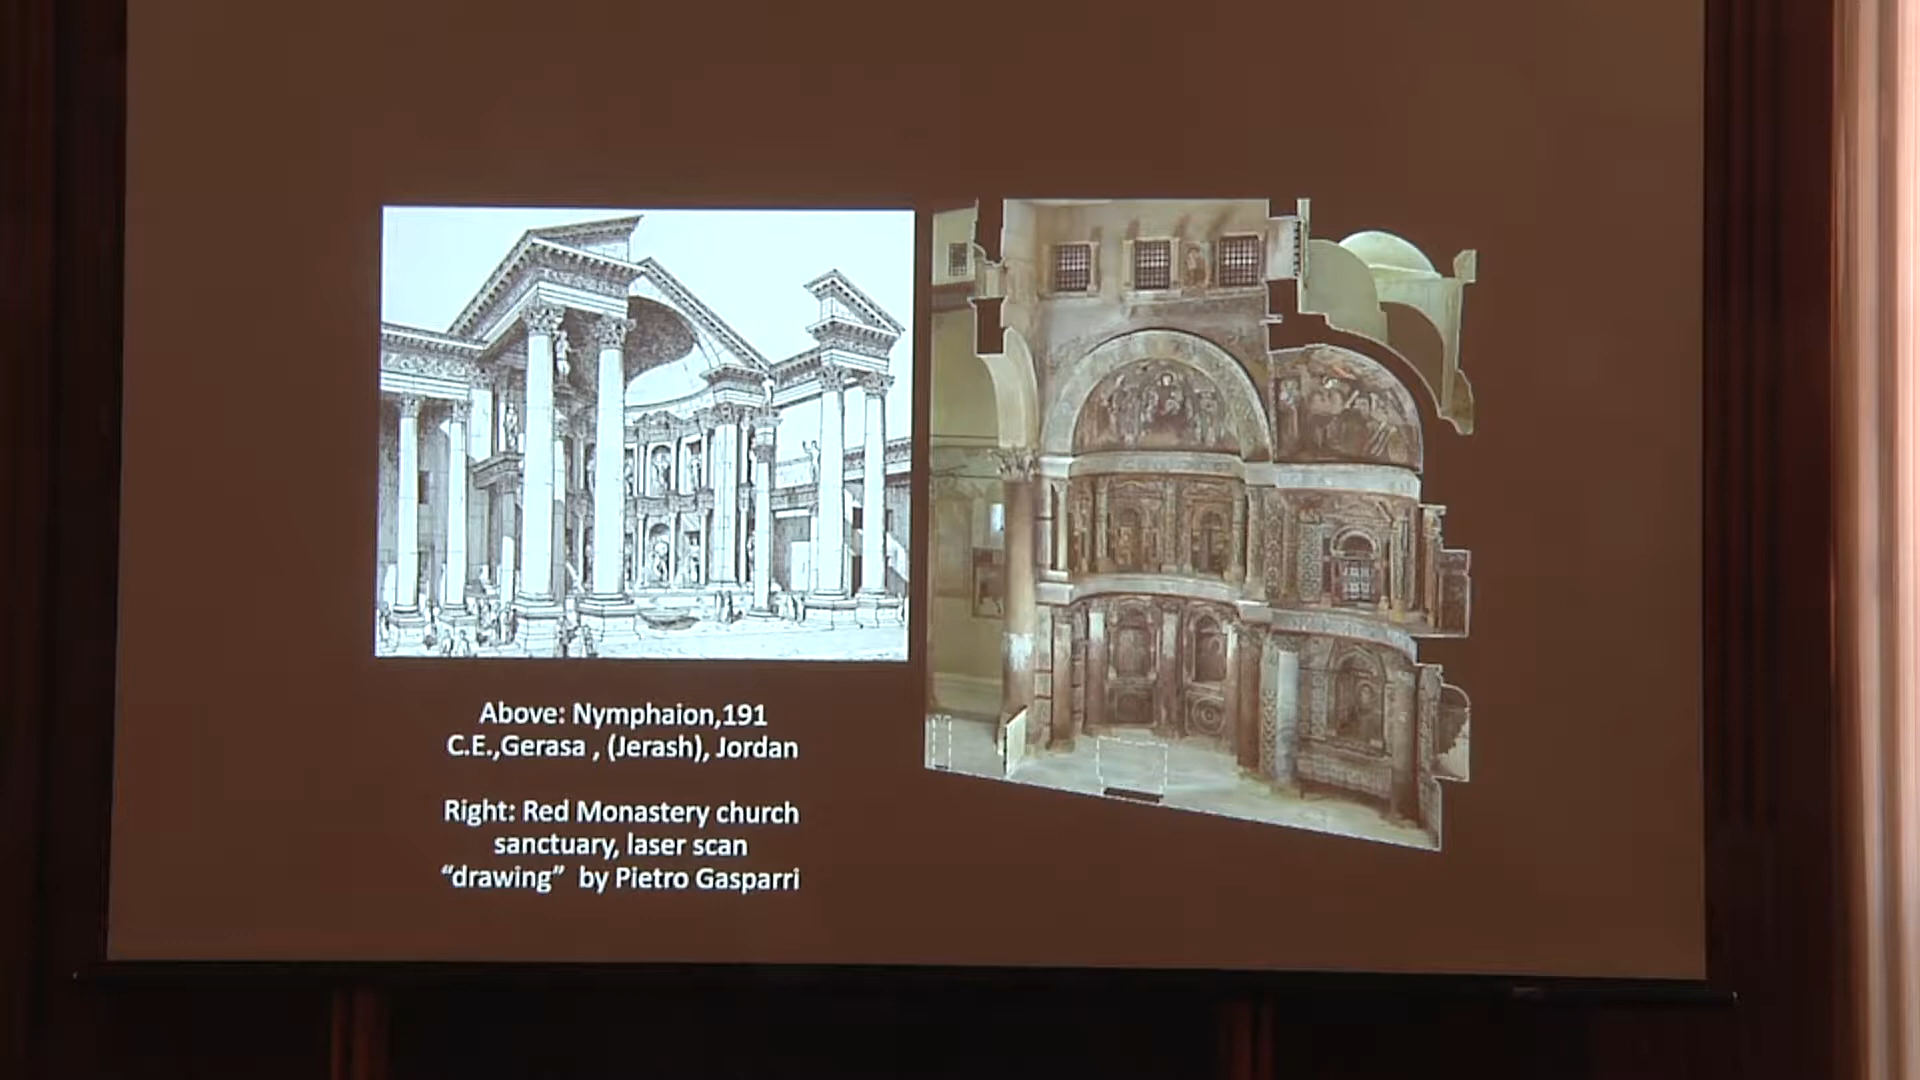 Above: Nymphaion,191
C.E.,Gerasa , (Jerash), Jordan
Right: Red Monastery church
sanctuary, laser scan
“drawing”  by Pietro Gasparri